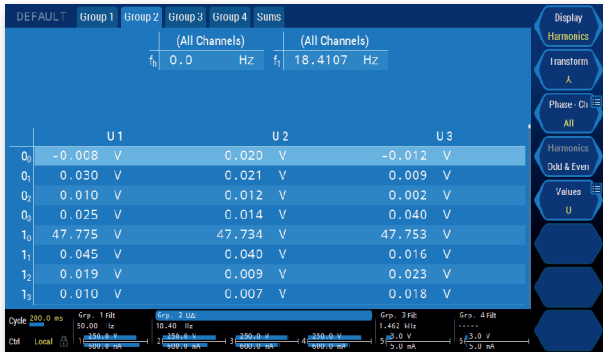 DEFAULT Group 1 Group 2 Group 3 Group 4 Sums
(All Channels) (All Channels)
fh 0.0 Hz f1 18.4107 Hz
U1 U2 U3
0₀ -0.008 V 0.020 V -0.012 V
0₁ 0.030 V 0.021 V 0.009 V
0₂ 0.010 V 0.012 V 0.002 V
0₃ 0.025 V 0.014 V 0.040 V
1₀ 47.775 V 47.734 V 47.753 V
1₁ 0.045 V 0.040 V 0.016 V
1₂ 0.019 V 0.009 V 0.023 V
1₃ 0.010 V 0.007 V 0.018 V
Display
Harmonics
Transform
Phase - Ch
All
Harmonics
Odd & Even
Values
U
Cycle 200.0 ms
Ctrl Local
Grp. 1 Filt
50.00 Hz
1 250.0 V
500.0 mA
Grp. 2
18.40 Hz
2 250.0 V
600.0 mA
3 250.0 V
4 250.0 V
Grp. 3 Filt
1.462 kHz
5 3.0 V
5.0 mA
Grp. 4 Filt
-----
6 3.0 V
5.0 mA